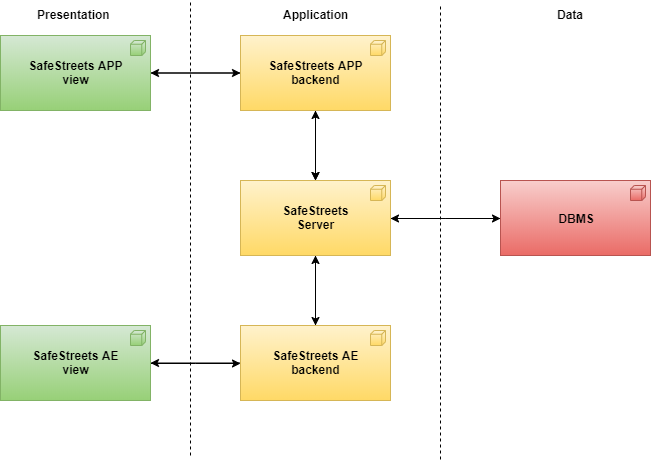 Presentation
Application
Data
SafeStreets APP
view
SafeStreets APP
backend
SafeStreets
Server
DBMS
SafeStreets AE
view
SafeStreets AE
backend